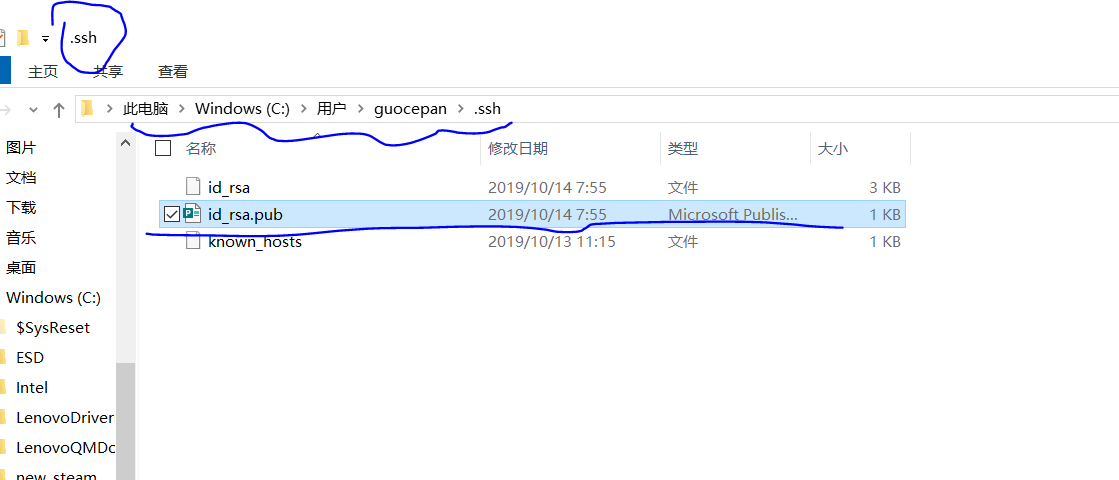 .ssh
主页 共享 查看
此电脑 Windows (C:) 用户 guocepan .ssh
名称 修改日期 类型 大小
图片
文档
下载
音乐
桌面
Windows (C:)
$SysReset
ESD
Intel
LenovoDriver
LenovoQMDc
new_steam
id_rsa 2019/10/14 7:55 文件 3 KB
id_rsa.pub 2019/10/14 7:55 Microsoft Publis... 1 KB
known_hosts 2019/10/13 11:15 文件 1 KB